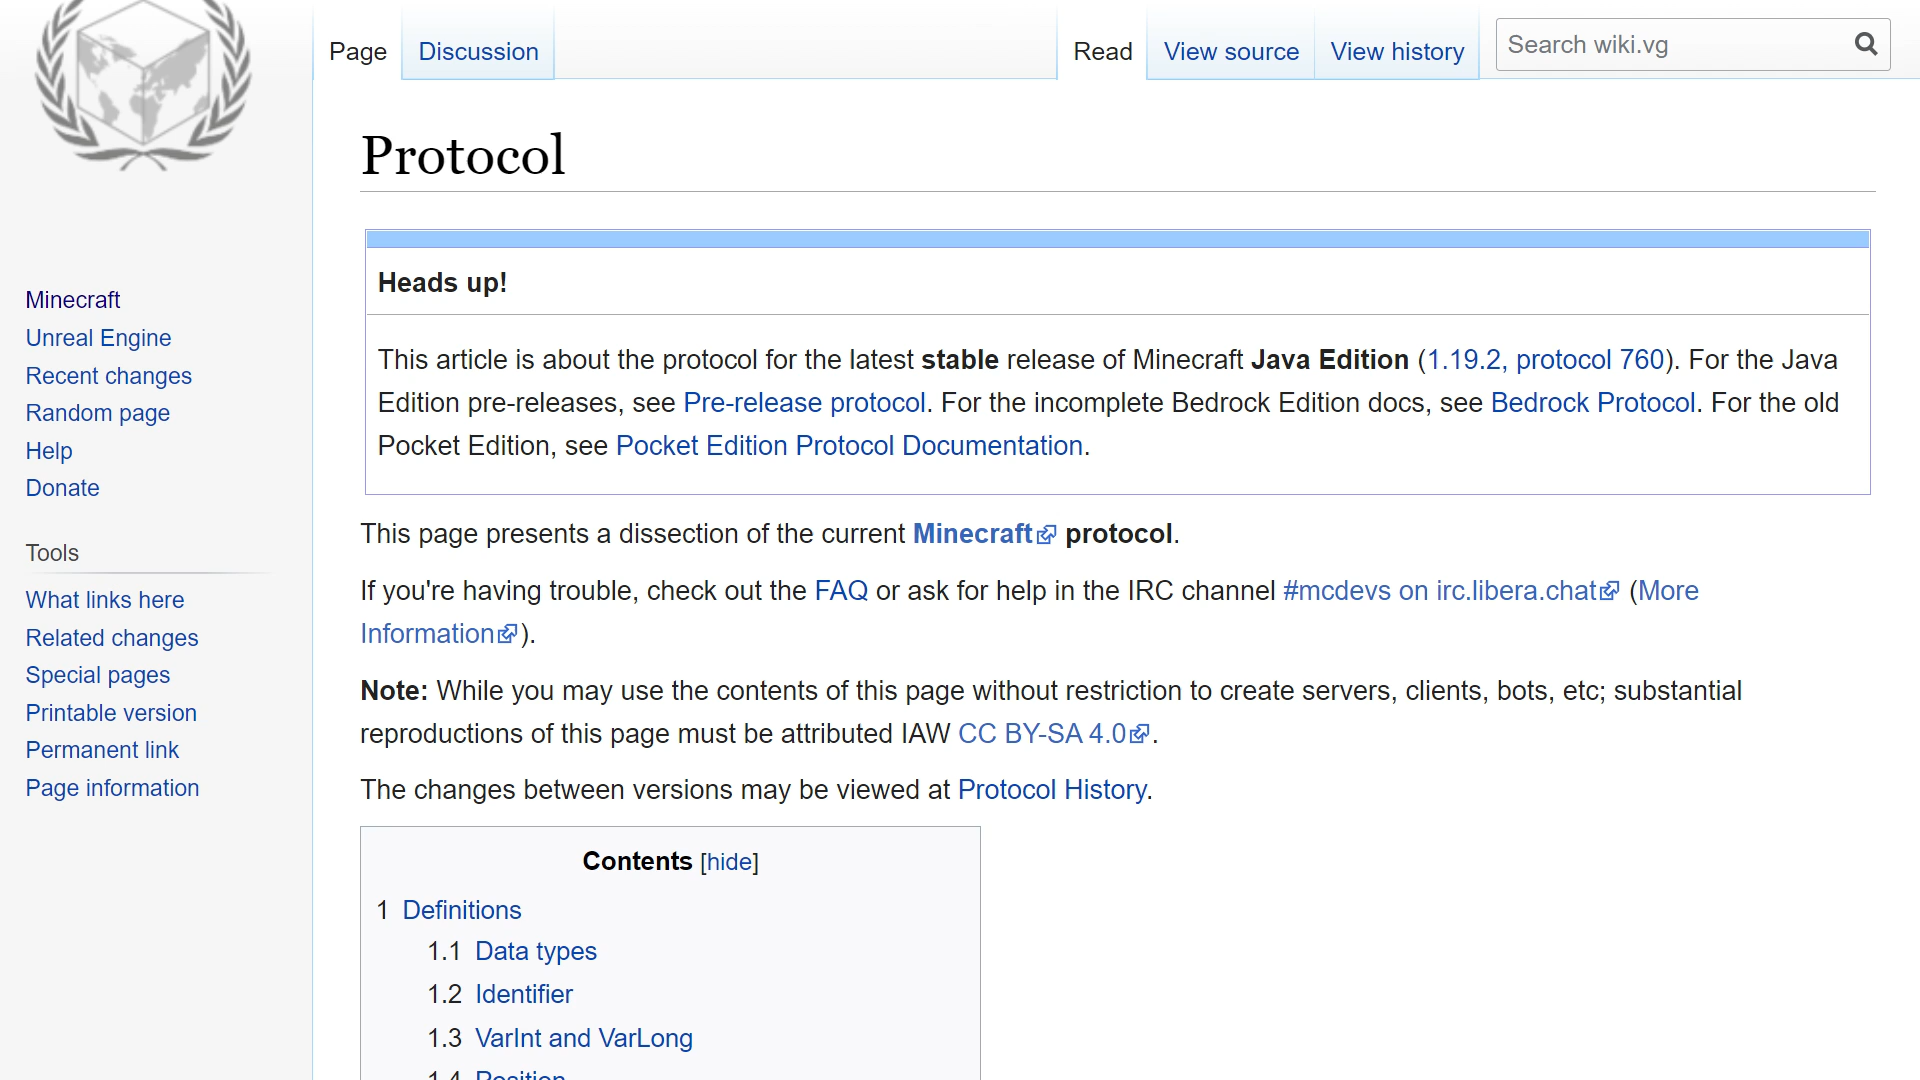 Page
Discussion
Read
View source
View history
Search wiki.vg
Minecraft
Unreal Engine
Recent changes
Random page
Help
Donate
Tools
What links here
Related changes
Special pages
Printable version
Permanent link
Page information
Protocol
Heads up!
This article is about the protocol for the latest stable release of Minecraft Java Edition (1.19.2, protocol 760). For the Java
Edition pre-releases, see Pre-release protocol. For the incomplete Bedrock Edition docs, see Bedrock Protocol. For the old
Pocket Edition, see Pocket Edition Protocol Documentation.
This page presents a dissection of the current Minecraft protocol.
If you're having trouble, check out the FAQ or ask for help in the IRC channel #mcdevs on irc.libera.chat (More
Information).
Note: While you may use the contents of this page without restriction to create servers, clients, bots, etc; substantial
reproductions of this page must be attributed IAW CC BY-SA 4.0.
The changes between versions may be viewed at Protocol History.
Contents [hide]
1 Definitions
1.1 Data types
1.2 Identifier
1.3 VarInt and VarLong
1.4 Position